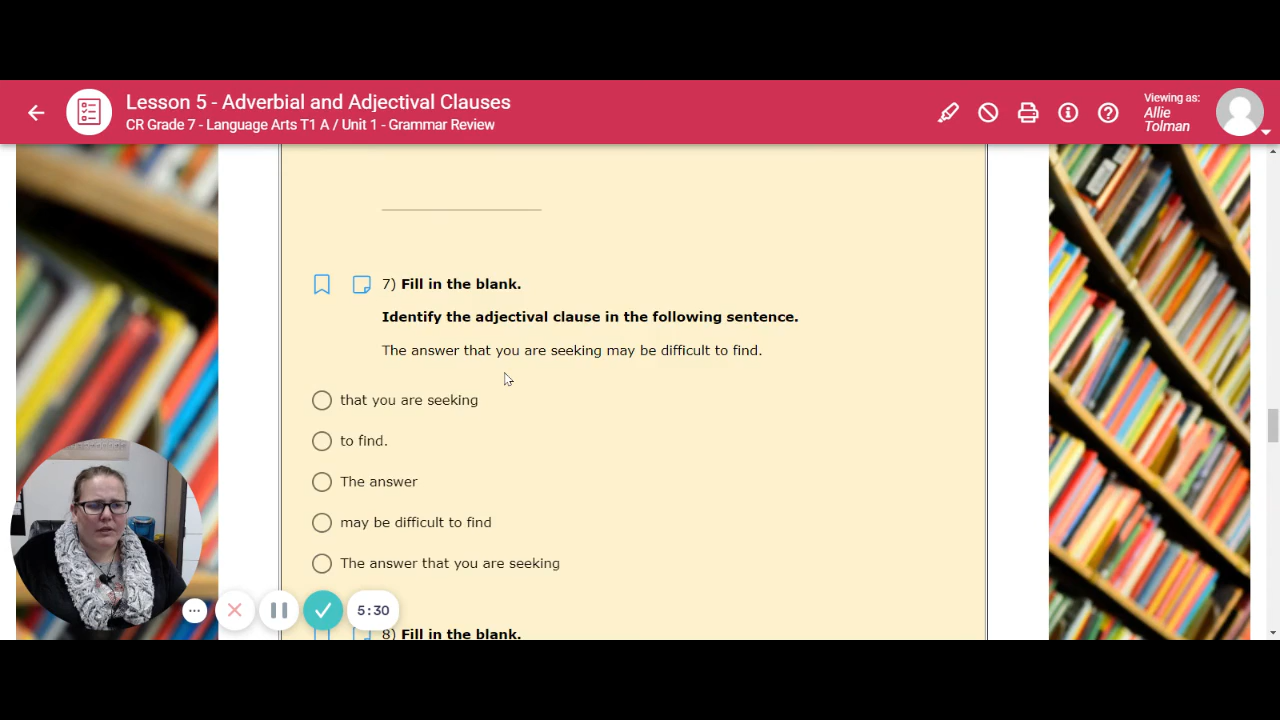 Lesson 5 - Adverbial and Adjectival Clauses
CR Grade 7 - Language Arts T1 A / Unit 1 - Grammar Review
Viewing as:
Allie
Tolman
7) Fill in the blank.
Identify the adjectival clause in the following sentence.
The answer that you are seeking may be difficult to find.
that you are seeking
to find.
The answer
may be difficult to find
The answer that you are seeking
5:30
8) Fill in the blank.